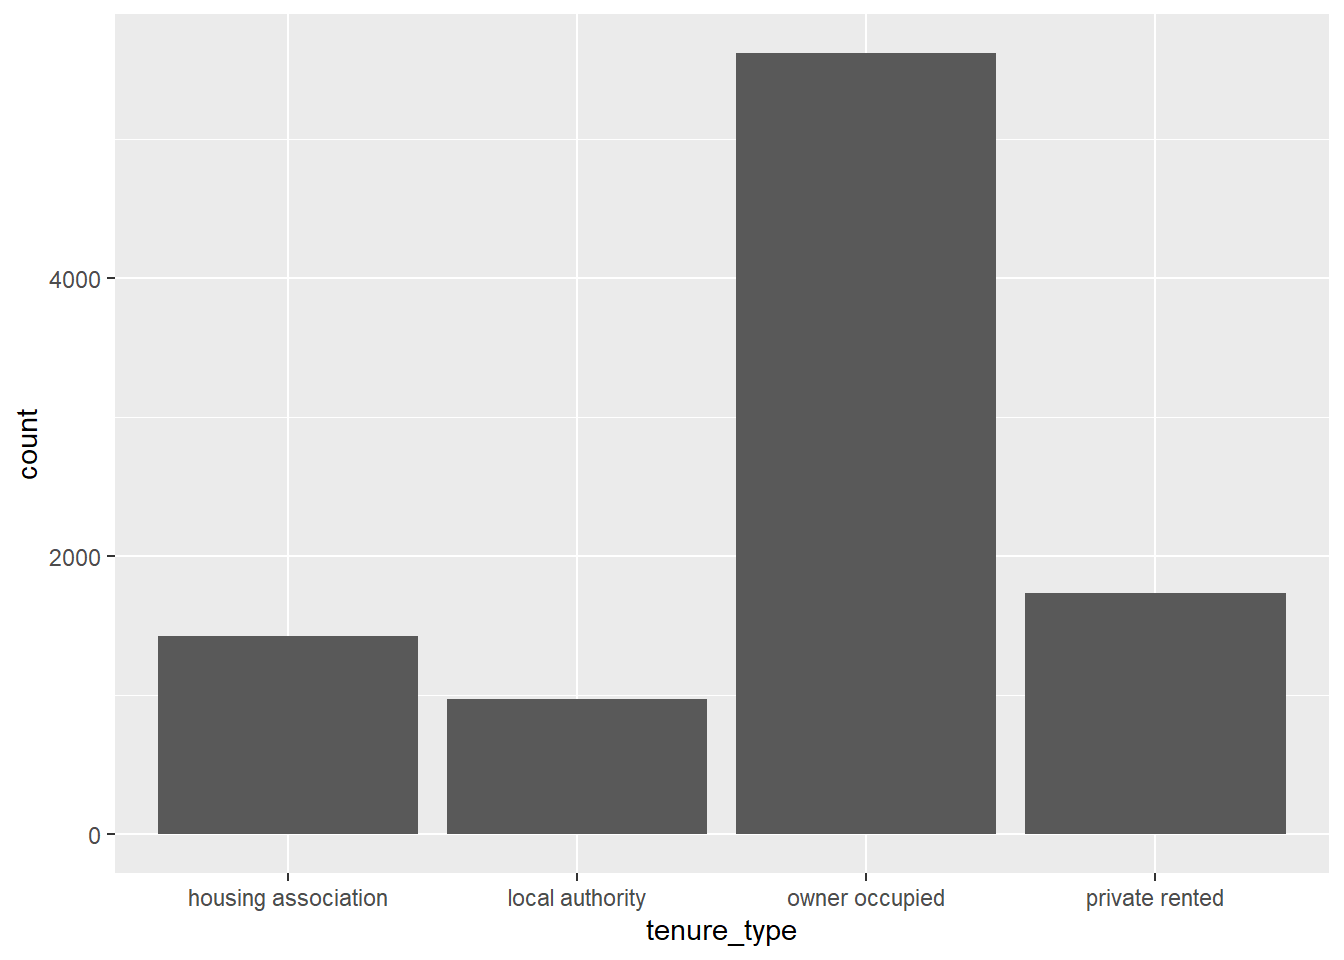 4000
2000
0
count
housing association local authority owner occupied private rented
tenure_type